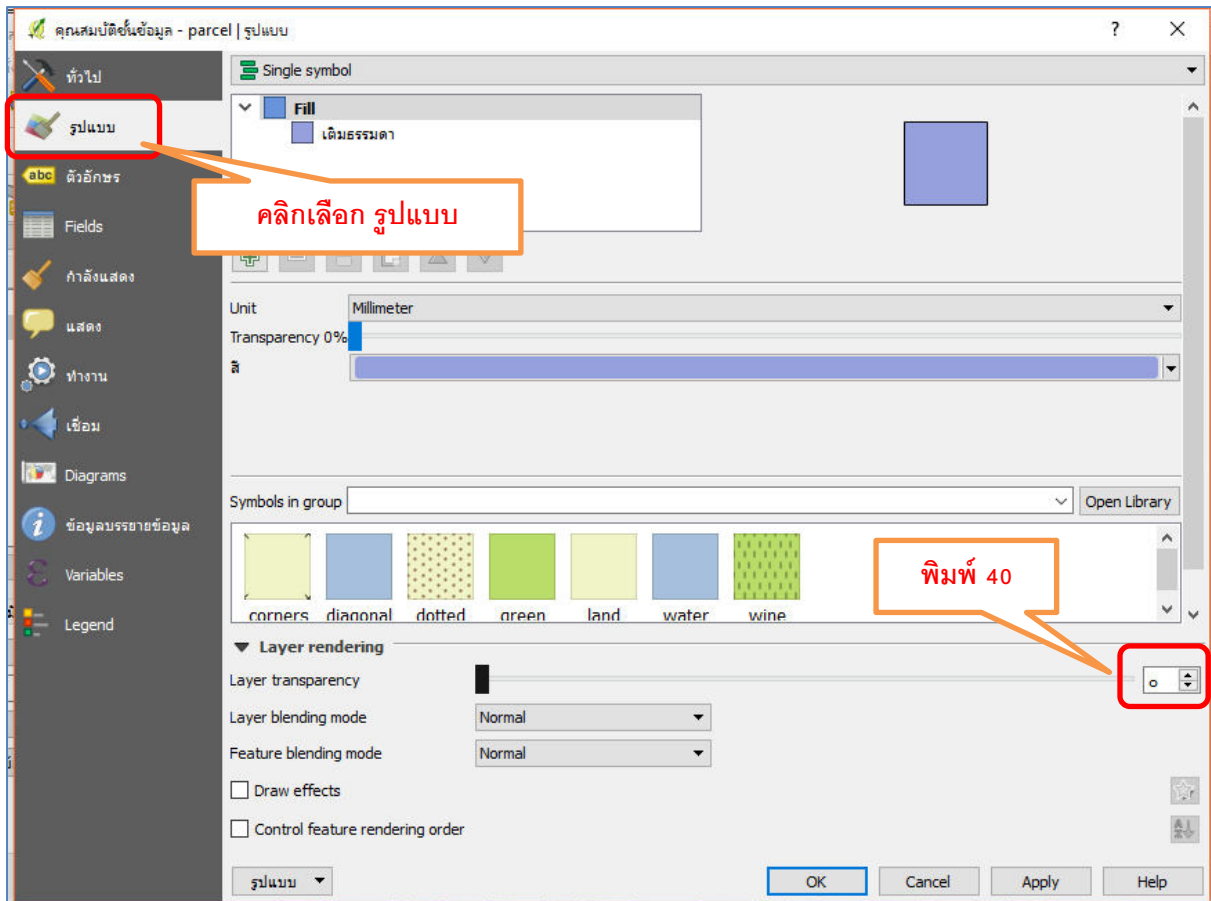 คุณสมบัติชั้นข้อมูล - parcel | รูปแบบ
ทั่วไป
รูปแบบ
ตัวอักษร
Fields
กำลังแสดง
แสดง
ทำงาน
เชื่อม
Diagrams
ข้อมูลบรรยายข้อมูล
Variables
Legend
Single symbol
Fill
เติมธรรมดา
คลิกเลือก รูปแบบ
Unit Millimeter
Transparency 0%
สี
Symbols in group Open Library
corners diagonal dotted green land water wine
พิมพ์ 40
Layer rendering
Layer transparency ๐
Layer blending mode Normal
Feature blending mode Normal
Draw effects
Control feature rendering order
รูปแบบ OK Cancel Apply Help